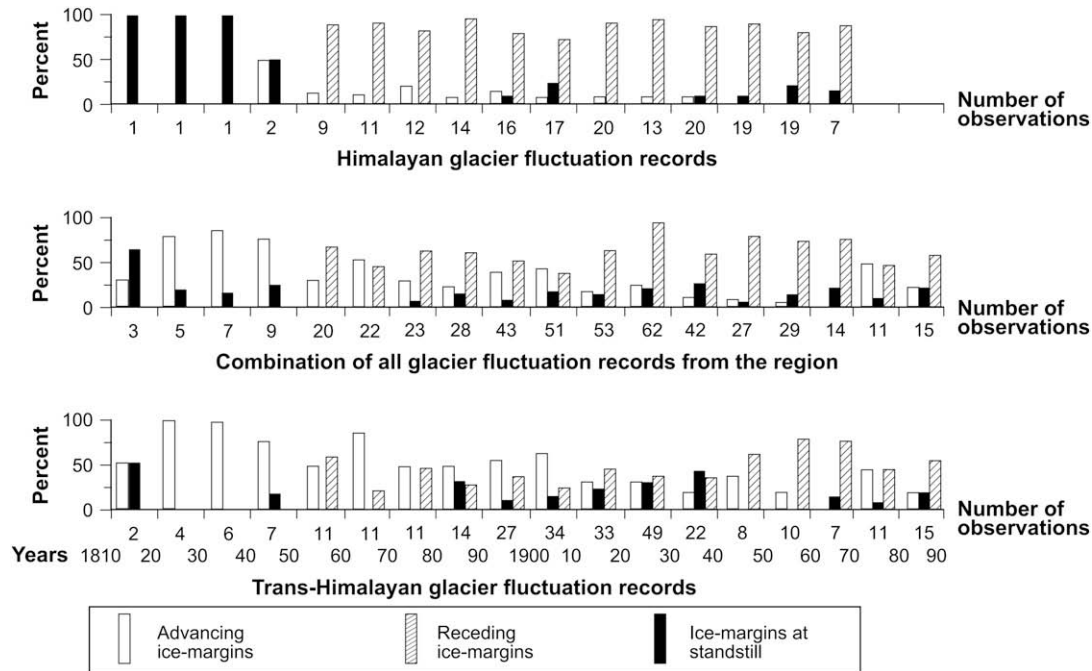 100
Percent
50
0
1 1 1 2 9 11 12 14 16 17 20 13 20 19 19 7
Number of
observations
Himalayan glacier fluctuation records
100
Percent
50
0
3 5 7 9 20 22 23 28 43 51 53 62 42 27 29 14 11 15
Number of
observations
Combination of all glacier fluctuation records from the region
100
Percent
50
0
2 4 6 7 11 11 11 14 27 34 33 49 22 8 10 7 11 15
Number of
observations
Years 1810 20 30 40 50 60 70 80 90 1900 10 20 30 40 50 60 70 80 90
Trans-Himalayan glacier fluctuation records
Advancing
ice-margins
Receding
ice-margins
Ice-margins at
standstill